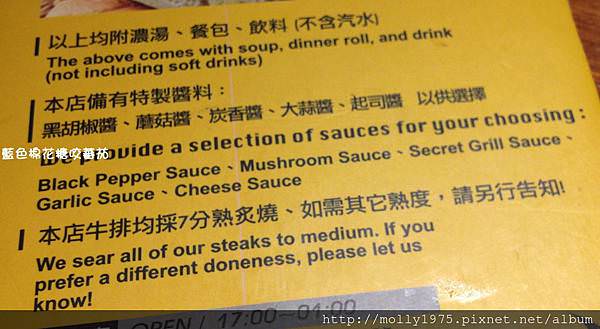 以上均附濃湯、餐包、飲料 (不含汽水)
The above comes with soup, dinner roll, and drink
(not including soft drinks)
本店備有特製醬料：
黑胡椒醬、蘑菇醬、炭香醬、大蒜醬、起司醬 以供選擇
藍色棉花糖咬蕃茄
We provide a selection of sauces for your choosing:
Black Pepper Sauce、Mushroom Sauce、Secret Grill Sauce、
Garlic Sauce、Cheese Sauce
本店牛排均採7分熟炙燒、如需其它熟度，請另行告知!
We sear all of our steaks to medium. If you
prefer a different doneness, please let us
know!
OPEN / 17:00~01:00
http://molly1975.pixnet.net/album